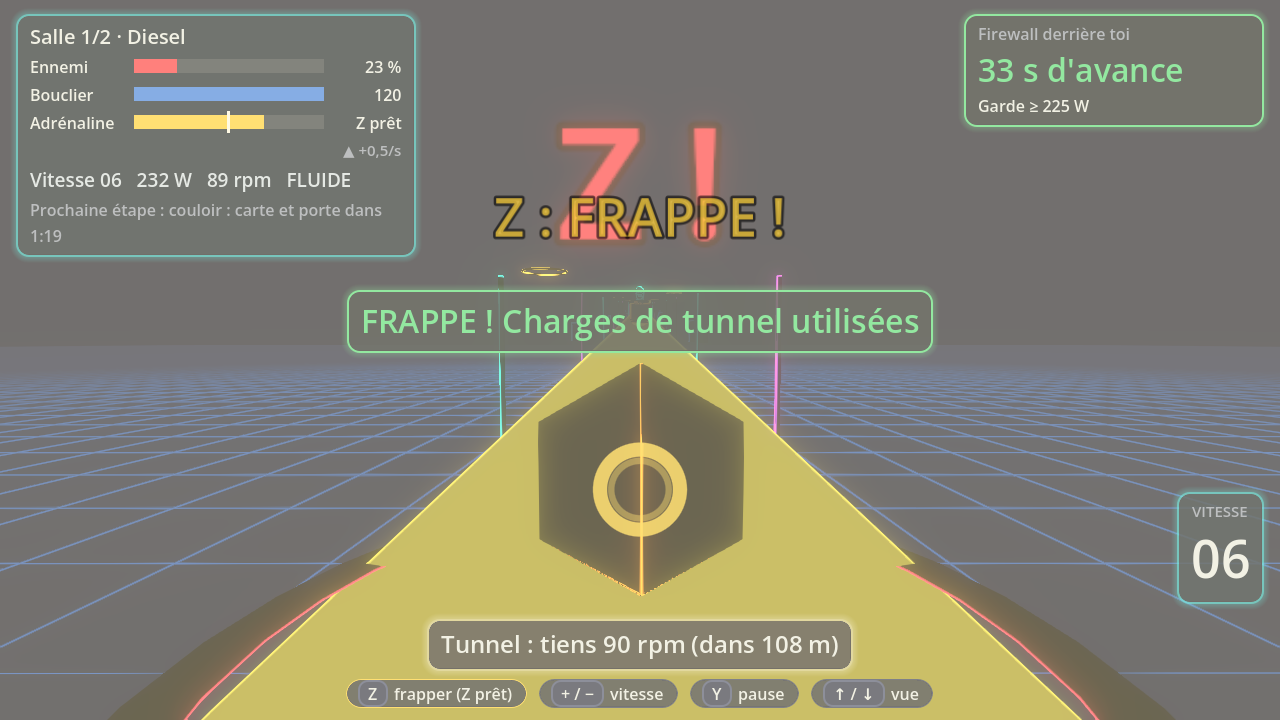 Salle 1/2 · Diesel
Ennemi 23 %
Bouclier 120
Adrénaline Z prêt
▲ +0,5/s
Vitesse 06 232 W 89 rpm FLUIDE
Prochaine étape : couloir : carte et porte dans
1:19
Firewall derrière toi
33 s d'avance
Garde ≥ 225 W
Z !
Z : FRAPPE !
FRAPPE ! Charges de tunnel utilisées
VITESSE
06
Tunnel : tiens 90 rpm (dans 108 m)
Z frapper (Z prêt) + / − vitesse Y pause ↑ / ↓ vue